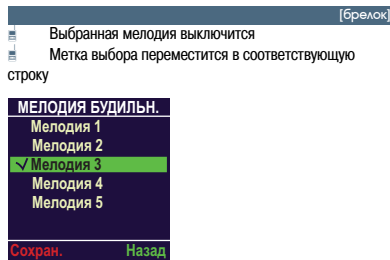 [брелок]
Выбранная мелодия выключится
Метка выбора переместится в соответствующую
строку
МЕЛОДИЯ БУДИЛЬН.
Мелодия 1
Мелодия 2
Мелодия 3
Мелодия 4
Мелодия 5
Сохран. Назад